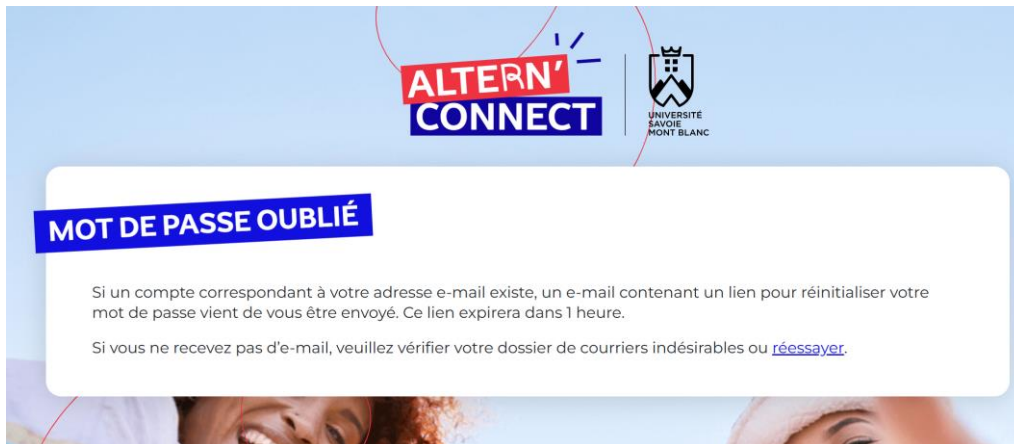 ALTERN'
CONNECT
UNIVERSITÉ
SAVOIE
MONT BLANC
MOT DE PASSE OUBLIÉ
Si un compte correspondant à votre adresse e-mail existe, un e-mail contenant un lien pour réinitialiser votre
mot de passe vient de vous être envoyé. Ce lien expirera dans 1 heure.
Si vous ne recevez pas d'e-mail, veuillez vérifier votre dossier de courriers indésirables ou réessayer.